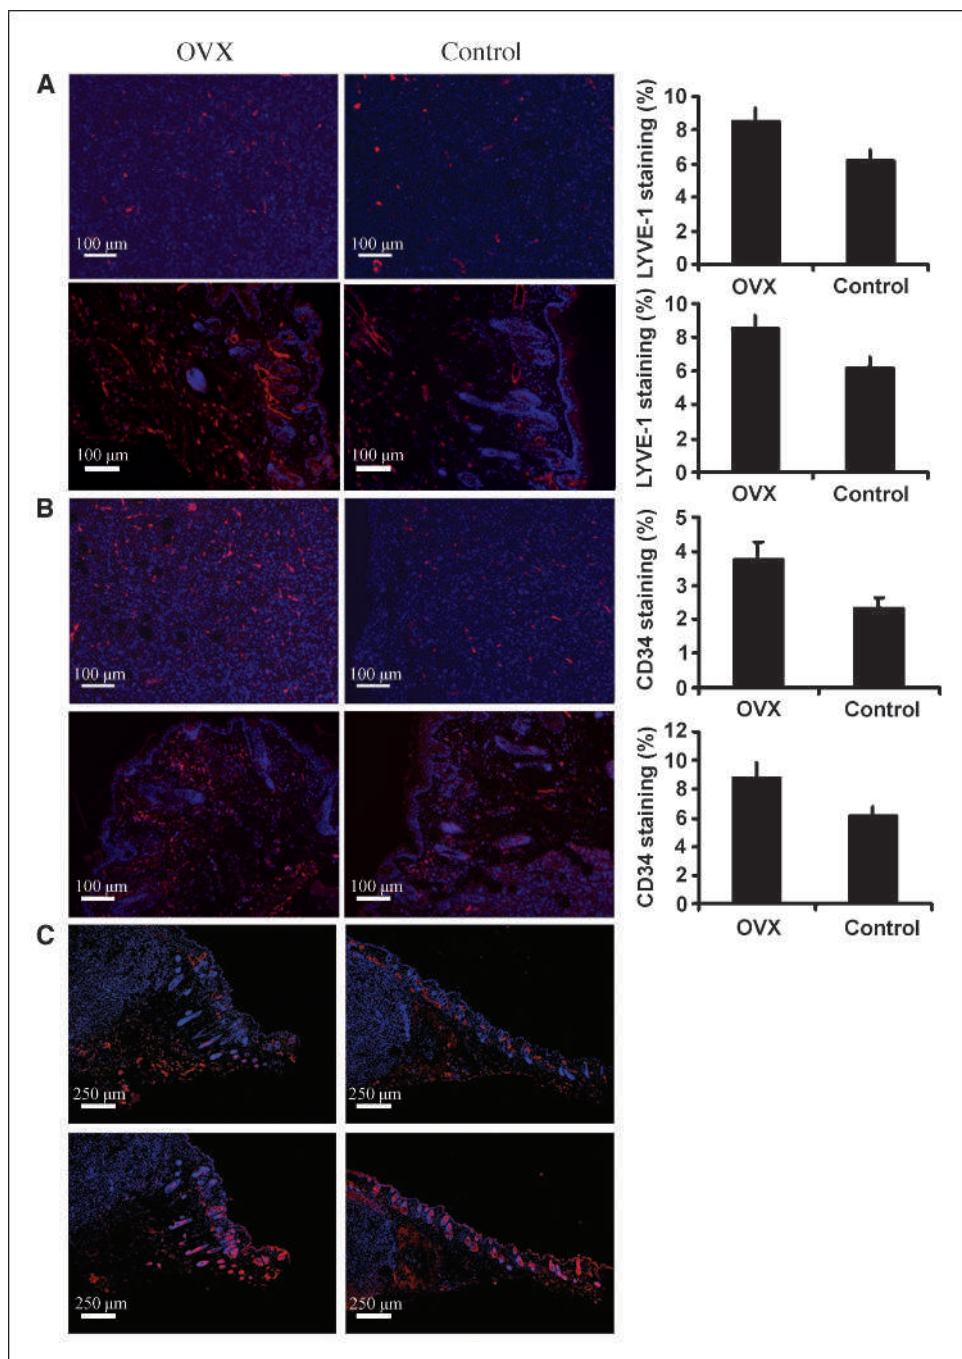 OVX Control
A
100 µm 100 µm
LYVE-1 staining (%)
10
8
6
4
2
0
OVX Control
100 µm 100 µm
LYVE-1 staining (%)
10
8
6
4
2
0
OVX Control
B
100 µm 100 µm
CD34 staining (%)
5
4
3
2
1
0
OVX Control
100 µm 100 µm
CD34 staining (%)
12
10
8
6
4
2
0
OVX Control
C
250 µm 250 µm
250 µm 250 µm